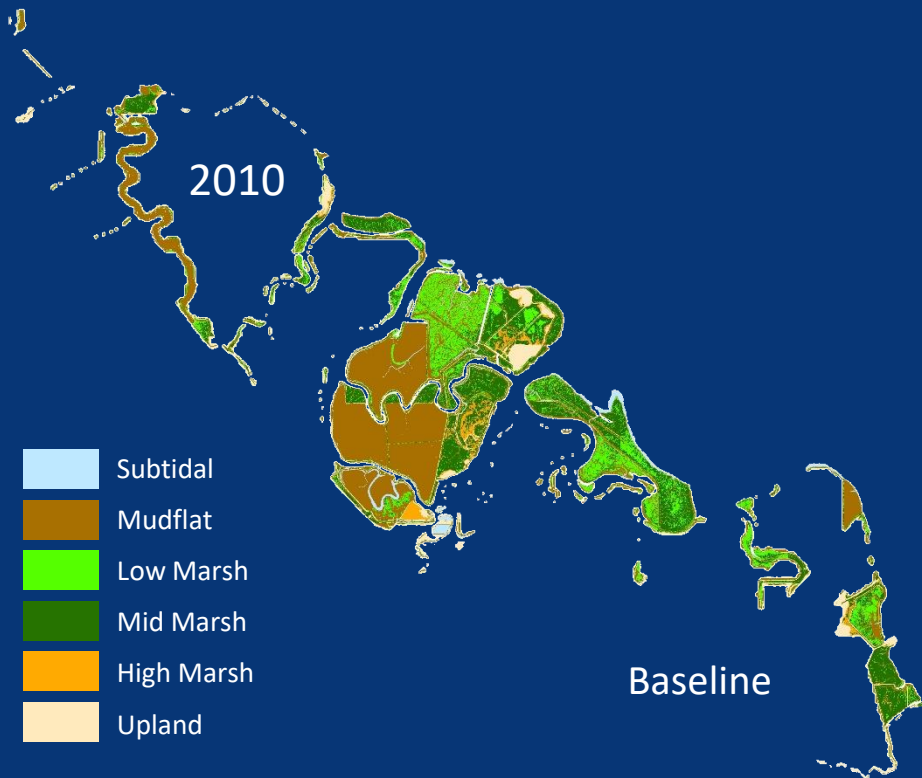 2010
Subtidal
Mudflat
Low Marsh
Mid Marsh
High Marsh
Upland
Baseline